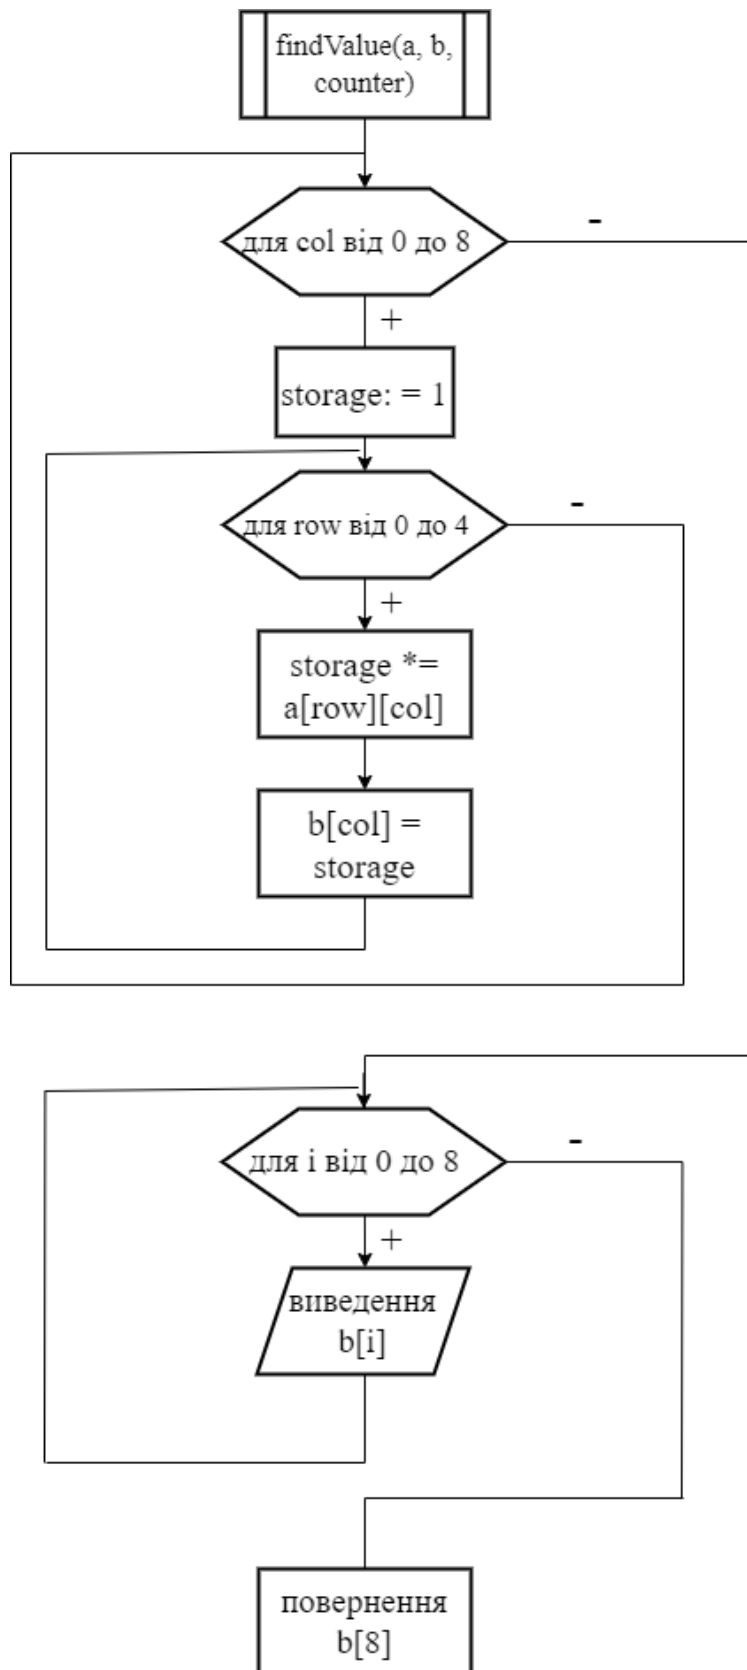 findValue(a, b,
counter)
для col від 0 до 8
-
+
storage: = 1
для row від 0 до 4
-
+
storage *=
a[row][col]
b[col] =
storage
для i від 0 до 8
-
+
виведення
b[i]
повернення
b[8]